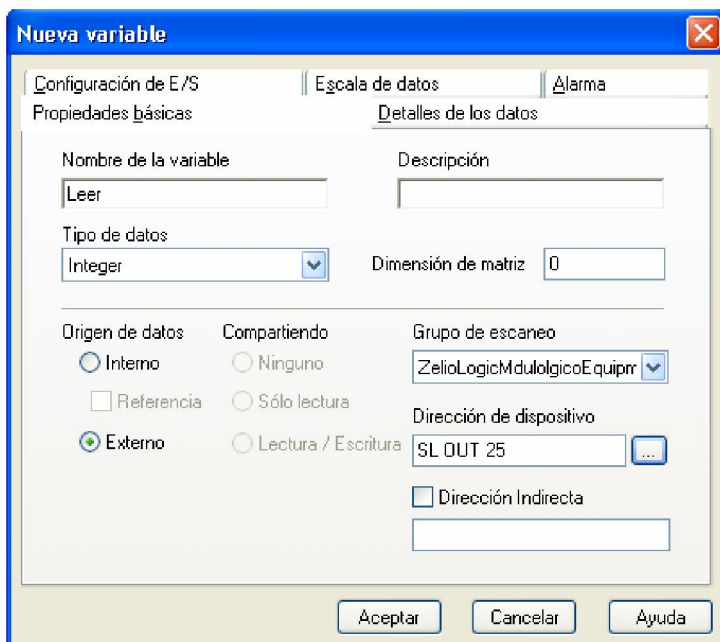 Nueva variable
Configuración de E/S Escala de datos Alarma
Propiedades básicas Detalles de los datos
Nombre de la variable Descripción
Leer
Tipo de datos
Integer Dimensión de matriz 0
Origen de datos Compartiendo Grupo de escaneo
Interno Ninguno ZelioLogicMdulolgicoEquipm
Referencia Sólo lectura Dirección de dispositivo
Externo Lectura / Escritura SL OUT 25 ...
Dirección Indirecta
Aceptar Cancelar Ayuda